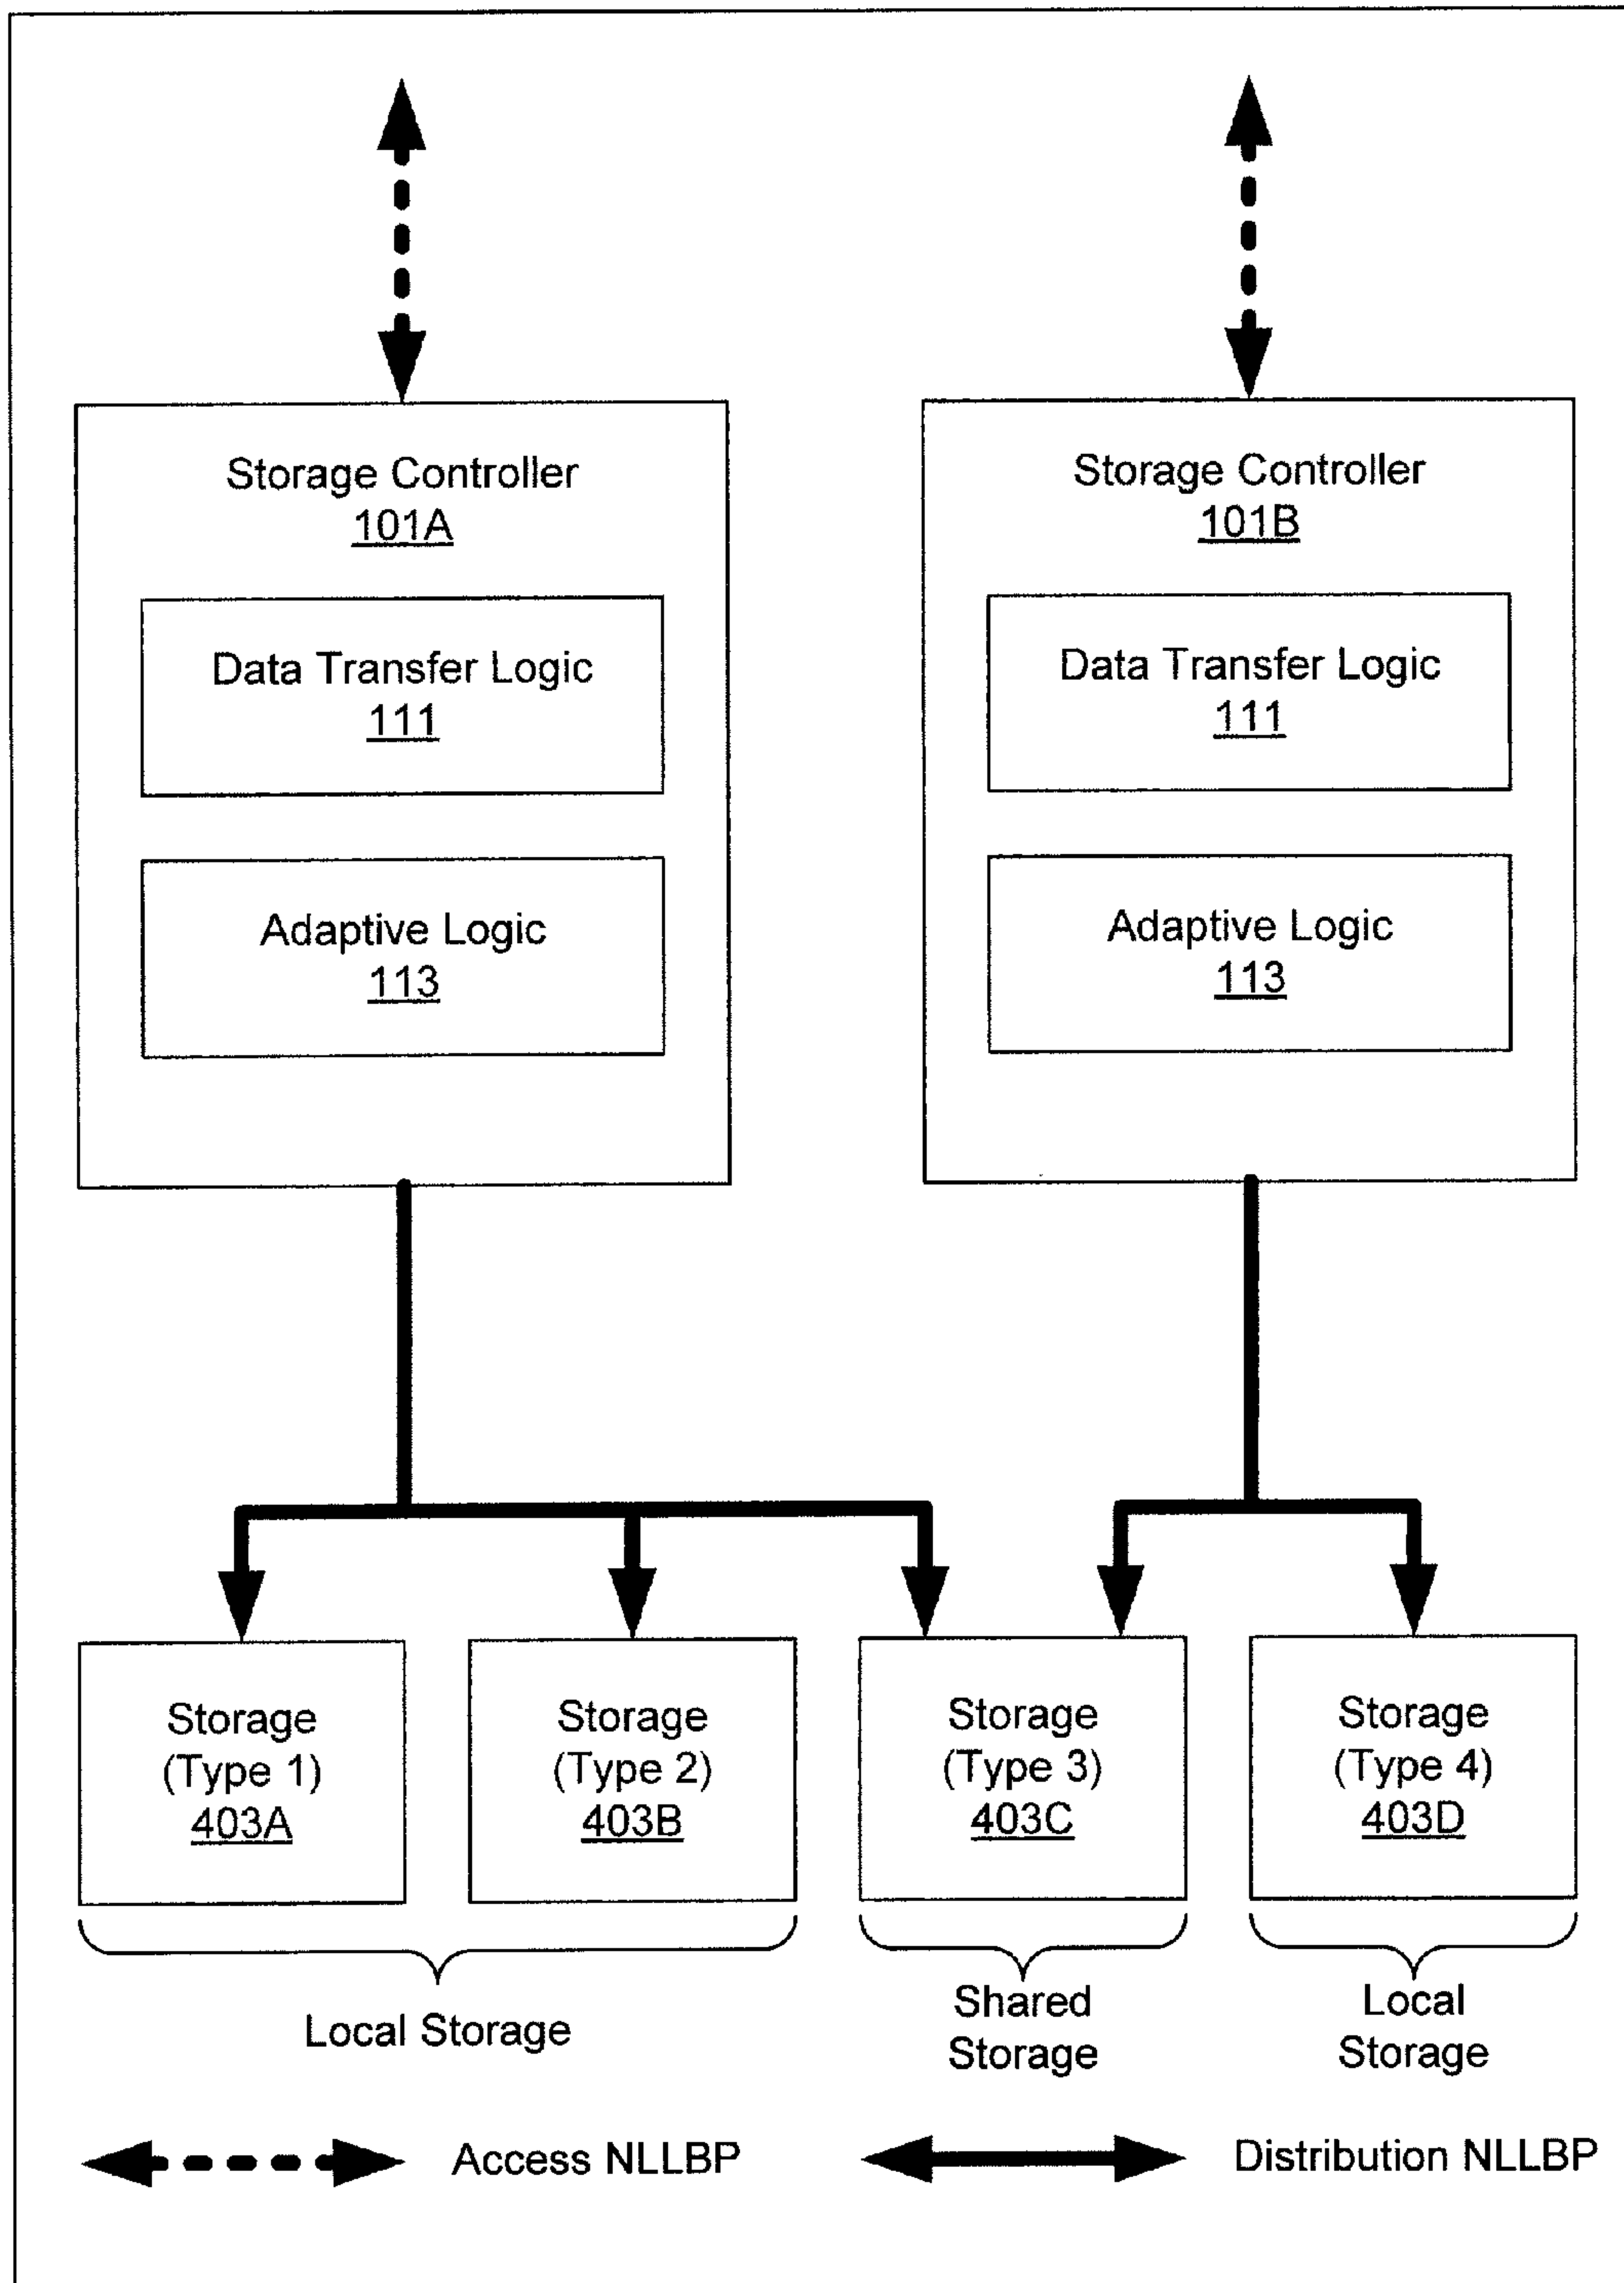 Storage Controller
101A
Data Transfer Logic
111
Adaptive Logic
113
Storage Controller
101B
Data Transfer Logic
111
Adaptive Logic
113
Storage
(Type 1)
403A
Storage
(Type 2)
403B
Storage
(Type 3)
403C
Storage
(Type 4)
403D
Local Storage
Shared
Storage
Local
Storage
Access NLLBP
Distribution NLLBP